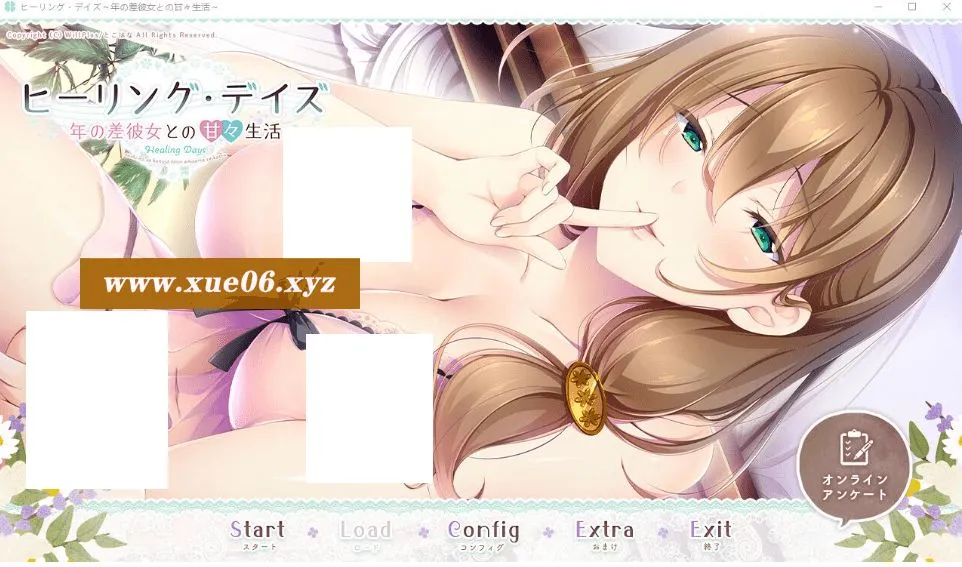 ヒーリング・デイズ～年の差彼女との甘々生活～
Copyright (C) WillPlus/とこはな All Rights Reserved.
ヒーリング・デイズ
年の差彼女との甘々生活
Healing Days
www.xue06.xyz
オンライン
アンケート
Start Load Config Extra Exit
スタート ロード コンフィグ おまけ 終了